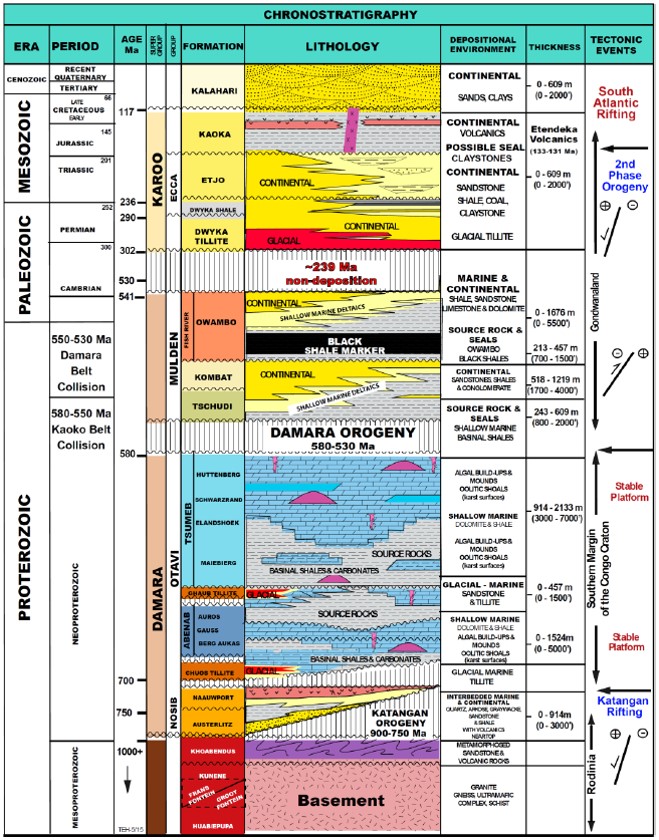 CHRONOSTRATIGRAPHY
ERA
PERIOD
AGE
Ma
SUPER
GROUP
GROUP
FORMATION
LITHOLOGY
DEPOSITIONAL
ENVIRONMENT
THICKNESS
TECTONIC
EVENTS
CENOZOIC
RECENT
QUATERNARY
TERTIARY
KALAHARI
CONTINENTAL
SANDS, CLAYS
0 - 609 m
(0 - 2000')
South
Atlantic
Rifting
MESOZOIC
66
LATE
CRETACEOUS
EARLY
145
JURASSIC
201
TRIASSIC
117
236
KAROO
ECCA
KAOKA
CONTINENTAL
VOLCANICS
POSSIBLE SEAL
CLAYSTONES
Etendeka
Volcanics
(133-131 Ma)
2nd
Phase
Orogeny
ETJO
CONTINENTAL
CONTINENTAL
SANDSTONE
SHALE, COAL,
CLAYSTONE
0 - 609 m
(0 - 2000')
PALEOZOIC
252
PERMIAN
300
CAMBRIAN
290
302
530
541
DWYKA SHALE
DWYKA
TILLITE
CONTINENTAL
GLACIAL
GLACIAL TILLITE
~239 Ma
non-deposition
Gondwanaland
MULDEN
FISH RIVER
OWAMBO
CONTINENTAL
SHALLOW MARINE DELTAICS
BLACK
SHALE MARKER
MARINE &
CONTINENTAL
SHALE, SANDSTONE
LIMESTONE & DOLOMITE
SOURCE ROCK &
SEALS
OWAMBO
BLACK SHALES
0 - 1676 m
(0 - 5500')
213 - 457 m
(700 - 1500')
550-530 Ma
Damara
Belt
Collision
580-550 Ma
Kaoko Belt
Collision
KOMBAT
CONTINENTAL
SHALLOW MARINE DELTAICS
CONTINENTAL
SANDSTONES, SHALES
& CONGLOMERATE
518 - 1219 m
(1700 - 4000')
TSCHUDI
SOURCE ROCK &
SEALS
SHALLOW MARINE
BASINAL SHALES
243 - 609 m
(800 - 2000')
DAMARA OROGENY
580-530 Ma
580
PROTEROZOIC
NEOPROTEROZOIC
DAMARA
OTAVI
TSUMEB
HUTTENBERG
SCHWARZRAND
ELANDSHOEK
MAIEBIERG
SOURCE ROCKS
BASINAL SHALES & CARBONATES
ALGAL BUILD-UPS &
MOUNDS
OOLITIC SHOALS
(karst surfaces)
SHALLOW MARINE
DOLOMITE & SHALE
ALGAL BUILD-UPS &
MOUNDS
OOLITIC SHOALS
(karst surfaces)
914 - 2133 m
(3000 - 7000')
Stable
Platform
Southern Margin
of the Congo Craton
GHAUB TILLITE
GLACIAL
GLACIAL - MARINE
SANDSTONE
& TILLITE
0 - 457 m
(0 - 1500')
ABENAB
AUROS
GAUSS
BERG AUKAS
SOURCE ROCKS
BASINAL SHALES & CARBONATES
SHALLOW MARINE
DOLOMITE & SHALE
ALGAL BUILD-UPS &
MOUNDS
OOLITIC SHOALS
(karst surfaces)
0 - 1524m
(0 - 5000')
Stable
Platform
CHUOS TILLITE
GLACIAL
GLACIAL MARINE
TILLITE
700
750
NOSIB
NAAUWPORT
AUSTERLITZ
KATANGAN
OROGENY
900-750 Ma
INTERBEDDED MARINE
& CONTINENTAL
QUARTZ, ARKOSE, GRAYWACKE,
SANDSTONE
& SHALE
WITH VOLCANICS
NEAR TOP
0 - 914m
(0 - 3000')
Katangan
Rifting
MESOPROTEROZOIC
1000+
KHOABENDUS
METAMORPHOSED
SANDSTONE &
VOLCANIC ROCKS
KUNENE
FRANS
FONTEIN
GROOT
FONTEIN
HUABIEPUPA
Basement
GRANITE
GNEISS, ULTRAMAFIC
COMPLEX, SCHIST
Rodinia
TEH-5/15